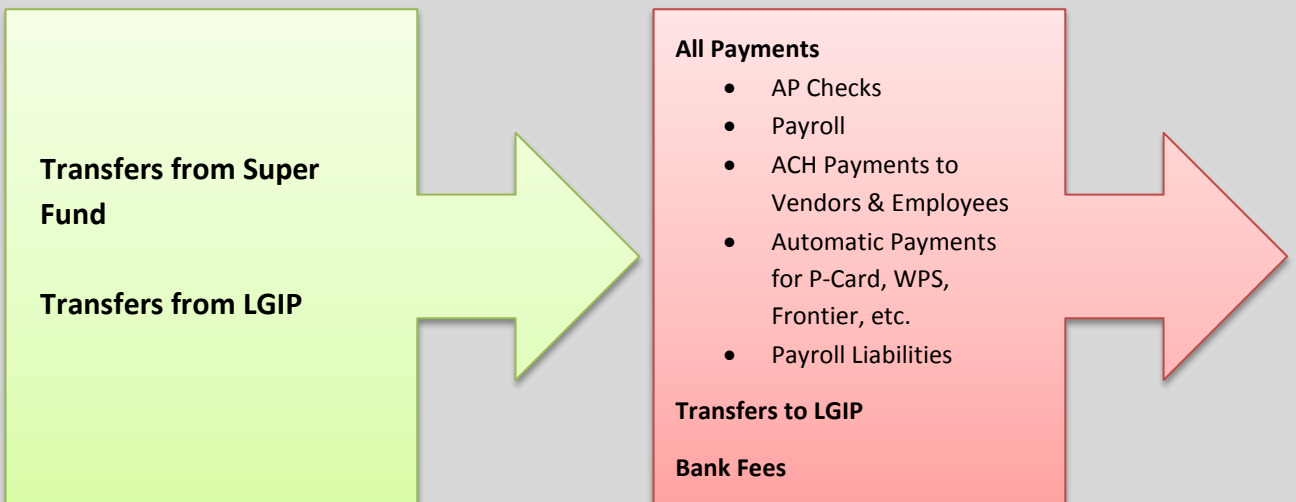 Transfers from Super
Fund
Transfers from LGIP
All Payments
• AP Checks
• Payroll
• ACH Payments to
Vendors & Employees
• Automatic Payments
for P-Card, WPS,
Frontier, etc.
• Payroll Liabilities
Transfers to LGIP
Bank Fees